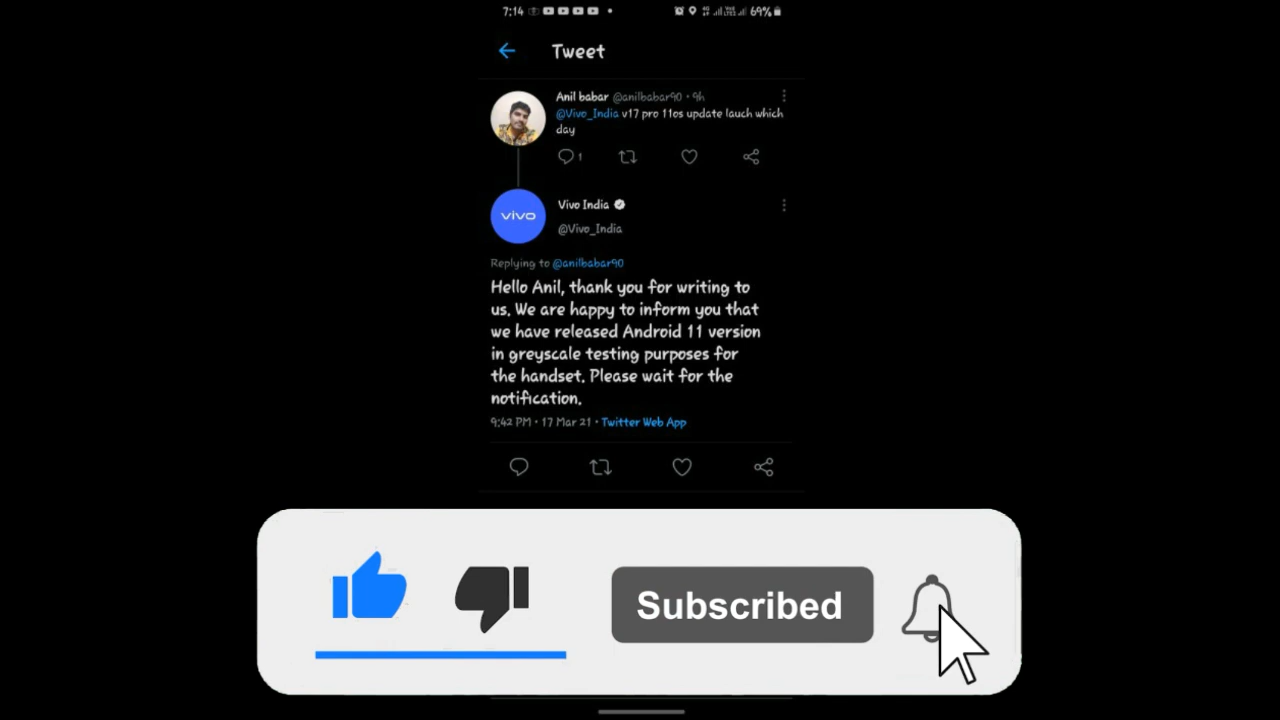 7:14 69%
Tweet
Anil babar @anilbabar90 • 9h
@Vivo_India v17 pro 11os update lauch which
day
1
vivo
Vivo India
@Vivo_India
Replying to @anilbabar90
Hello Anil, thank you for writing to
us. We are happy to inform you that
we have released Android 11 version
in greyscale testing purposes for
the handset. Please wait for the
notification.
9:42 PM • 17 Mar 21 • Twitter Web App
Subscribed